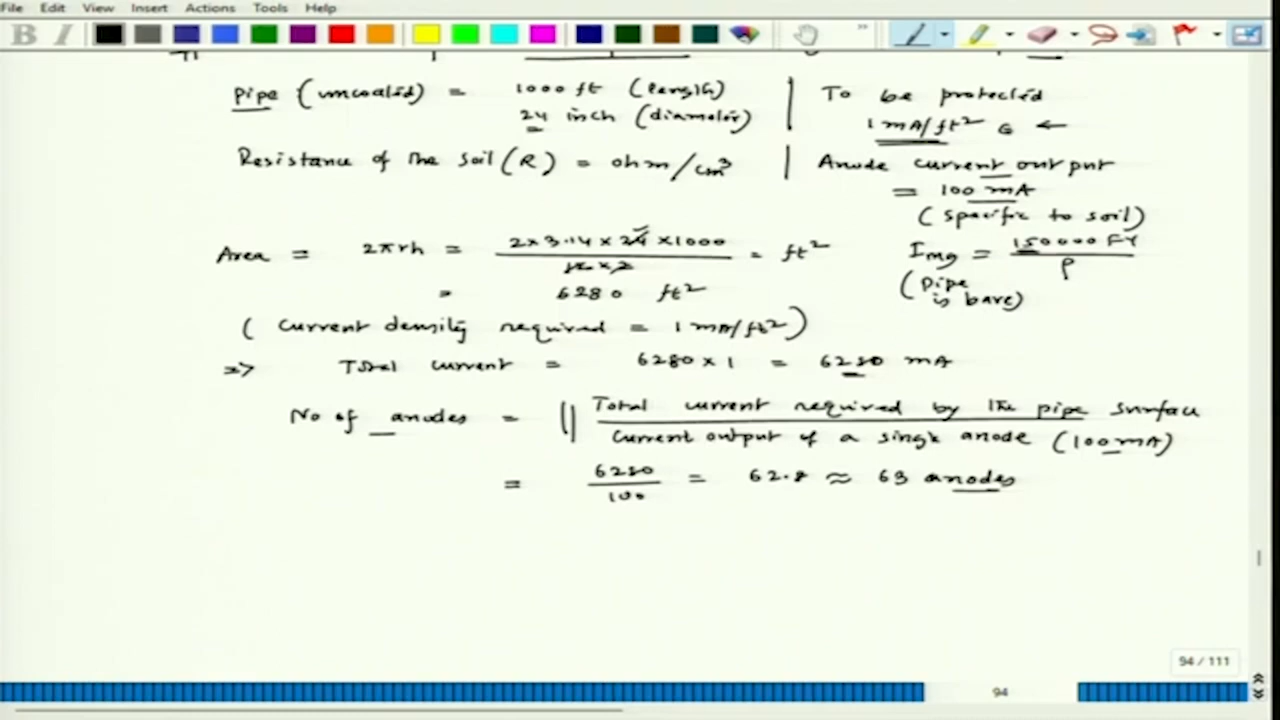 File Edit View Insert Actions Tools Help
B I
Pipe (uncoated) = 1000 ft (length)
24 inch (diameter)
To be protected
1 mA/ft²
Resistance of the soil (R) = ohm/cm³
Anode current output
= 100 mA
(specific to soil)
Area = 2πrh = 2×3.14×24×1000 / 12×2 = ft²
= 6280 ft²
Img = 150000 FY / ρ
(pipe is bare)
(Current density required = 1 mA/ft²)
=> Total current = 6280×1 = 6280 mA
No of anodes = Total current required by the pipe surface / Current output of a single anode (100 mA)
= 6280 / 100 = 62.8 ≈ 63 anodes
94 / 111
94